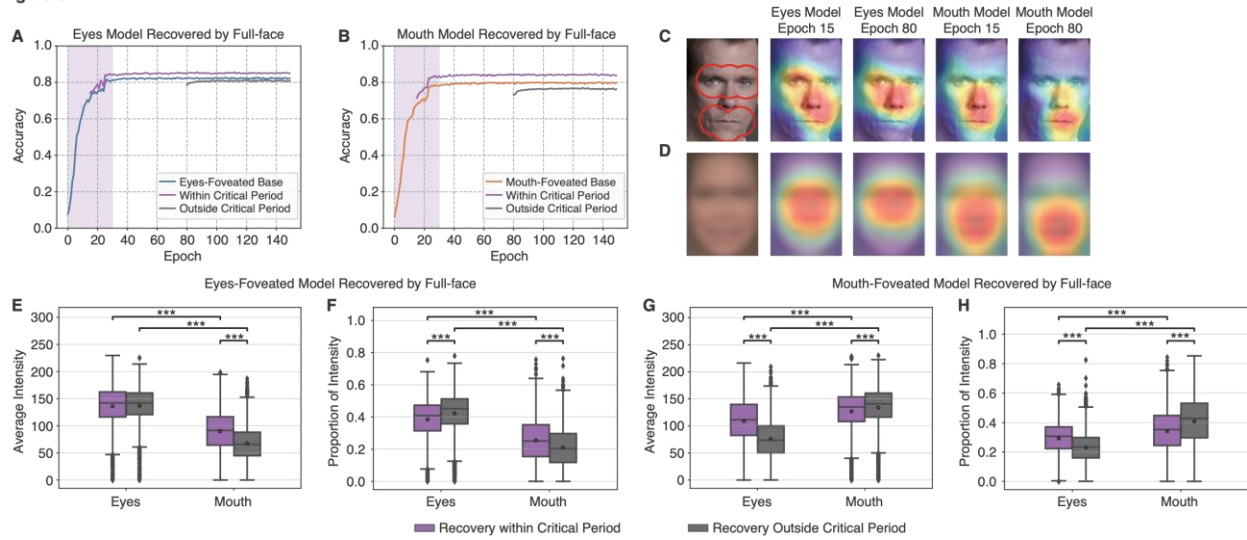 A
Eyes Model Recovered by Full-face
Accuracy
1.0
0.8
0.6
0.4
0.2
0.0
0 20 40 60 80 100 120 140
Epoch
Eyes-Foveated Base
Within Critical Period
Outside Critical Period
B
Mouth Model Recovered by Full-face
Accuracy
1.0
0.8
0.6
0.4
0.2
0.0
0 20 40 60 80 100 120 140
Epoch
Mouth-Foveated Base
Within Critical Period
Outside Critical Period
C
Eyes Model
Epoch 15
Eyes Model
Epoch 80
Mouth Model
Epoch 15
Mouth Model
Epoch 80
D
Eyes-Foveated Model Recovered by Full-face
E
Average Intensity
300
250
200
150
100
50
0
***
***
***
Eyes Mouth
F
Proportion of Intensity
1.0
0.8
0.6
0.4
0.2
0.0
***
***
*** ***
Eyes Mouth
Mouth-Foveated Model Recovered by Full-face
G
Average Intensity
300
250
200
150
100
50
0
***
***
*** ***
Eyes Mouth
H
Proportion of Intensity
1.0
0.8
0.6
0.4
0.2
0.0
***
***
*** ***
Eyes Mouth
Recovery within Critical Period
Recovery Outside Critical Period